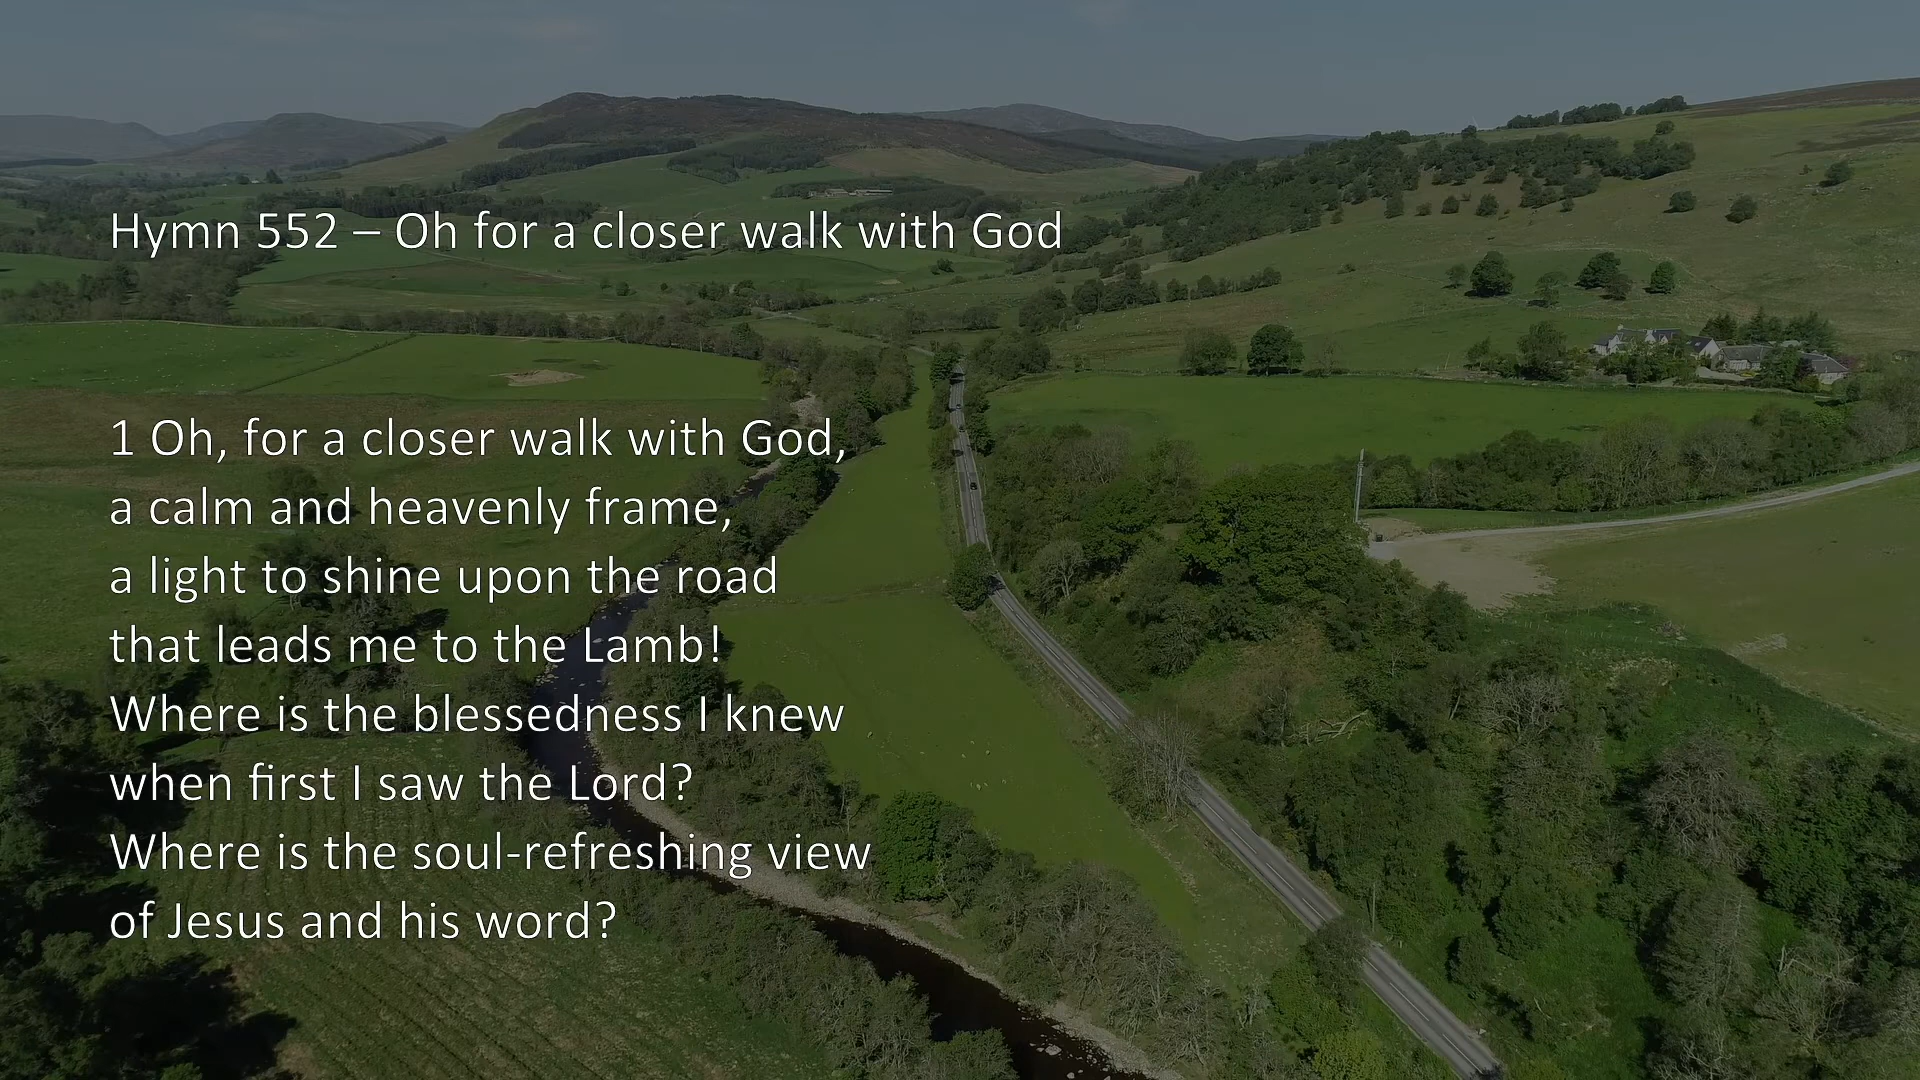 Hymn 552 – Oh for a closer walk with God
1 Oh, for a closer walk with God,
a calm and heavenly frame,
a light to shine upon the road
that leads me to the Lamb!
Where is the blessedness I knew
when first I saw the Lord?
Where is the soul-refreshing view
of Jesus and his word?